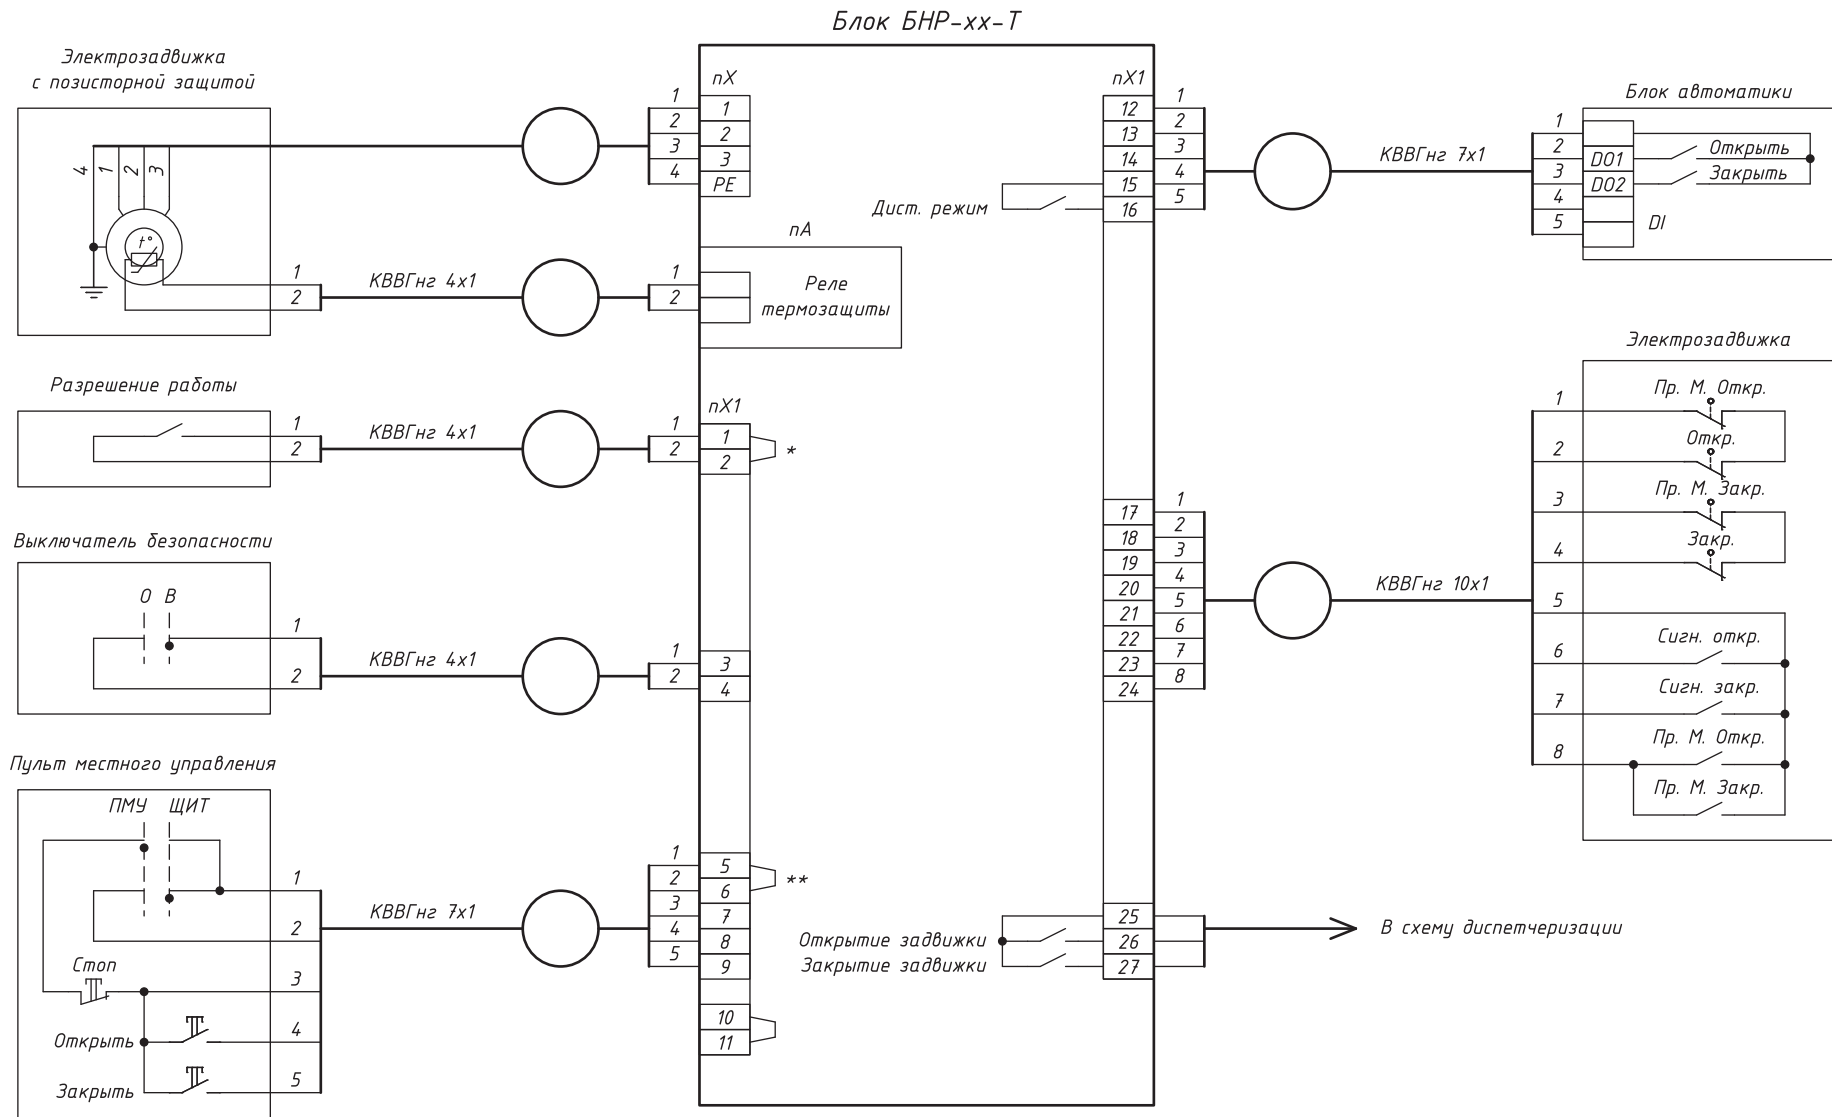 Блок БНР-хх-Т
Электрозадвижка
с позисторной защитой
4
1
2
3
t°
1
2
КВВГнг 4х1
Разрешение работы
1
2
КВВГнг 4х1
Выключатель безопасности
О В
1
2
КВВГнг 4х1
Пульт местного управления
ПМУ ЩИТ
1
2
Стоп
3
Открыть
4
Закрыть
5
КВВГнг 7х1
пХ
1 1
2 2
3 3
4 PE
пА
1
2
Реле
термозащиты
пХ1
1 1
2 2
*
1 3
2 4
1 5
2 6
3 7
4 8
5 9
**
10
11
пХ1
12 1
13 2
14 3
15 4
16 5
Дист. режим
17 1
18 2
19 3
20 4
21 5
22 6
23 7
24 8
25
Открытие задвижки 26
Закрытие задвижки 27
КВВГнг 7х1
Блок автоматики
1
2 DO1 Открыть
3 DO2 Закрыть
4
5 DI
КВВГнг 10х1
Электрозадвижка
1 Пр. М. Откр.
2 Откр.
3 Пр. М. Закр.
4 Закр.
5
6 Сигн. откр.
7 Сигн. закр.
8 Пр. М. Откр.
Пр. М. Закр.
В схему диспетчеризации